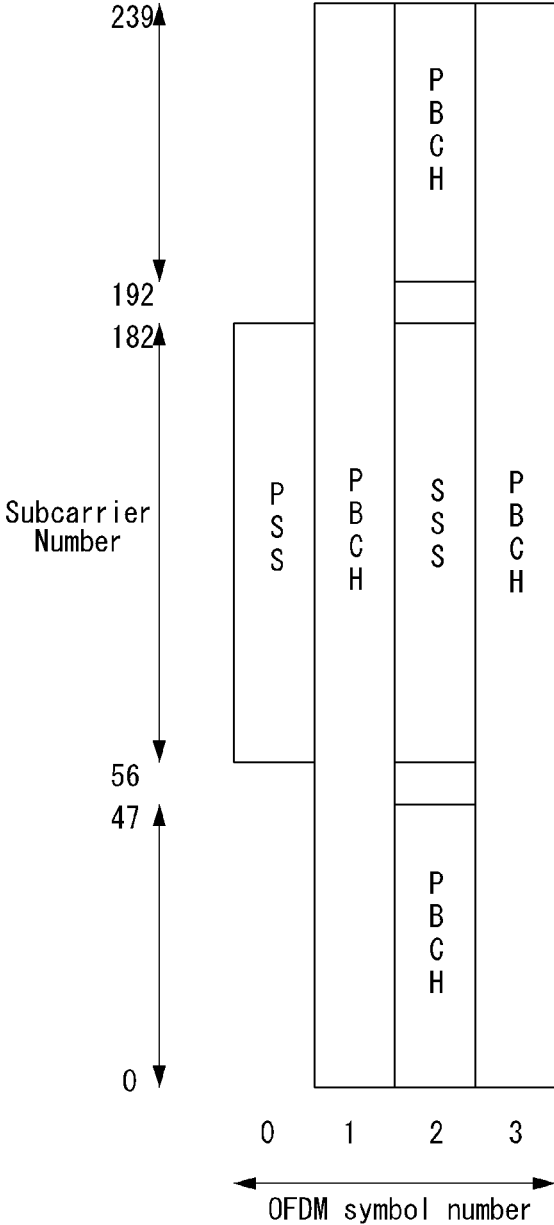 239
PBCH
192
182
Subcarrier
Number
PSS
PBCH
SSS
PBCH
56
47
PBCH
0
0 1 2 3
OFDM symbol number